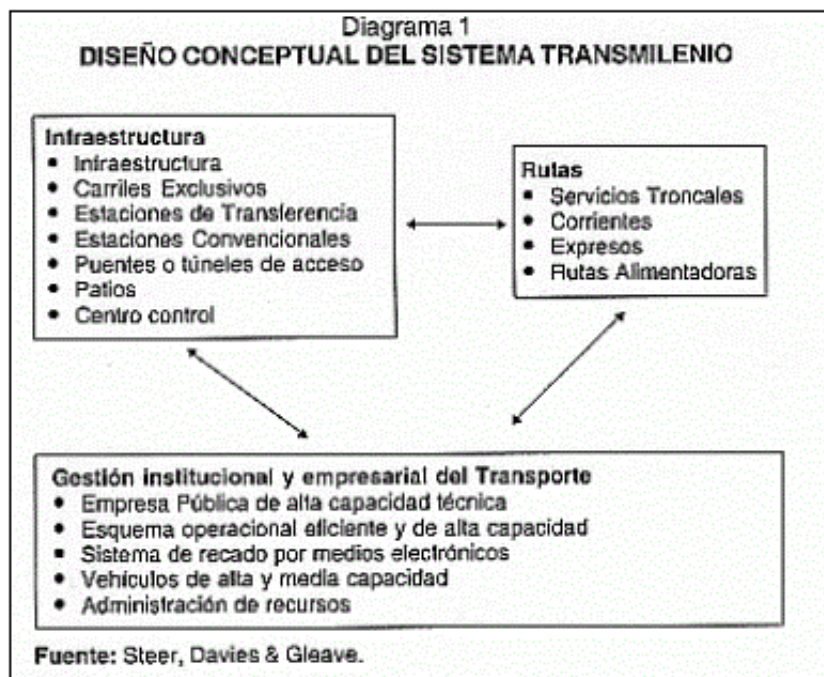 Diagrama 1
DISEÑO CONCEPTUAL DEL SISTEMA TRANSMILENIO
Infraestructura
• Infraestructura
• Carriles Exclusivos
• Estaciones de Transferencia
• Estaciones Convencionales
• Puentes o túneles de acceso
• Patios
• Centro control
Rutas
• Servicios Troncales
• Corrientes
• Expresos
• Rutas Alimentadoras
Gestión institucional y empresarial del Transporte
• Empresa Pública de alta capacidad técnica
• Esquema operacional eficiente y de alta capacidad
• Sistema de recado por medios electrónicos
• Vehículos de alta y media capacidad
• Administración de recursos
Fuente: Steer, Davies & Gleave.